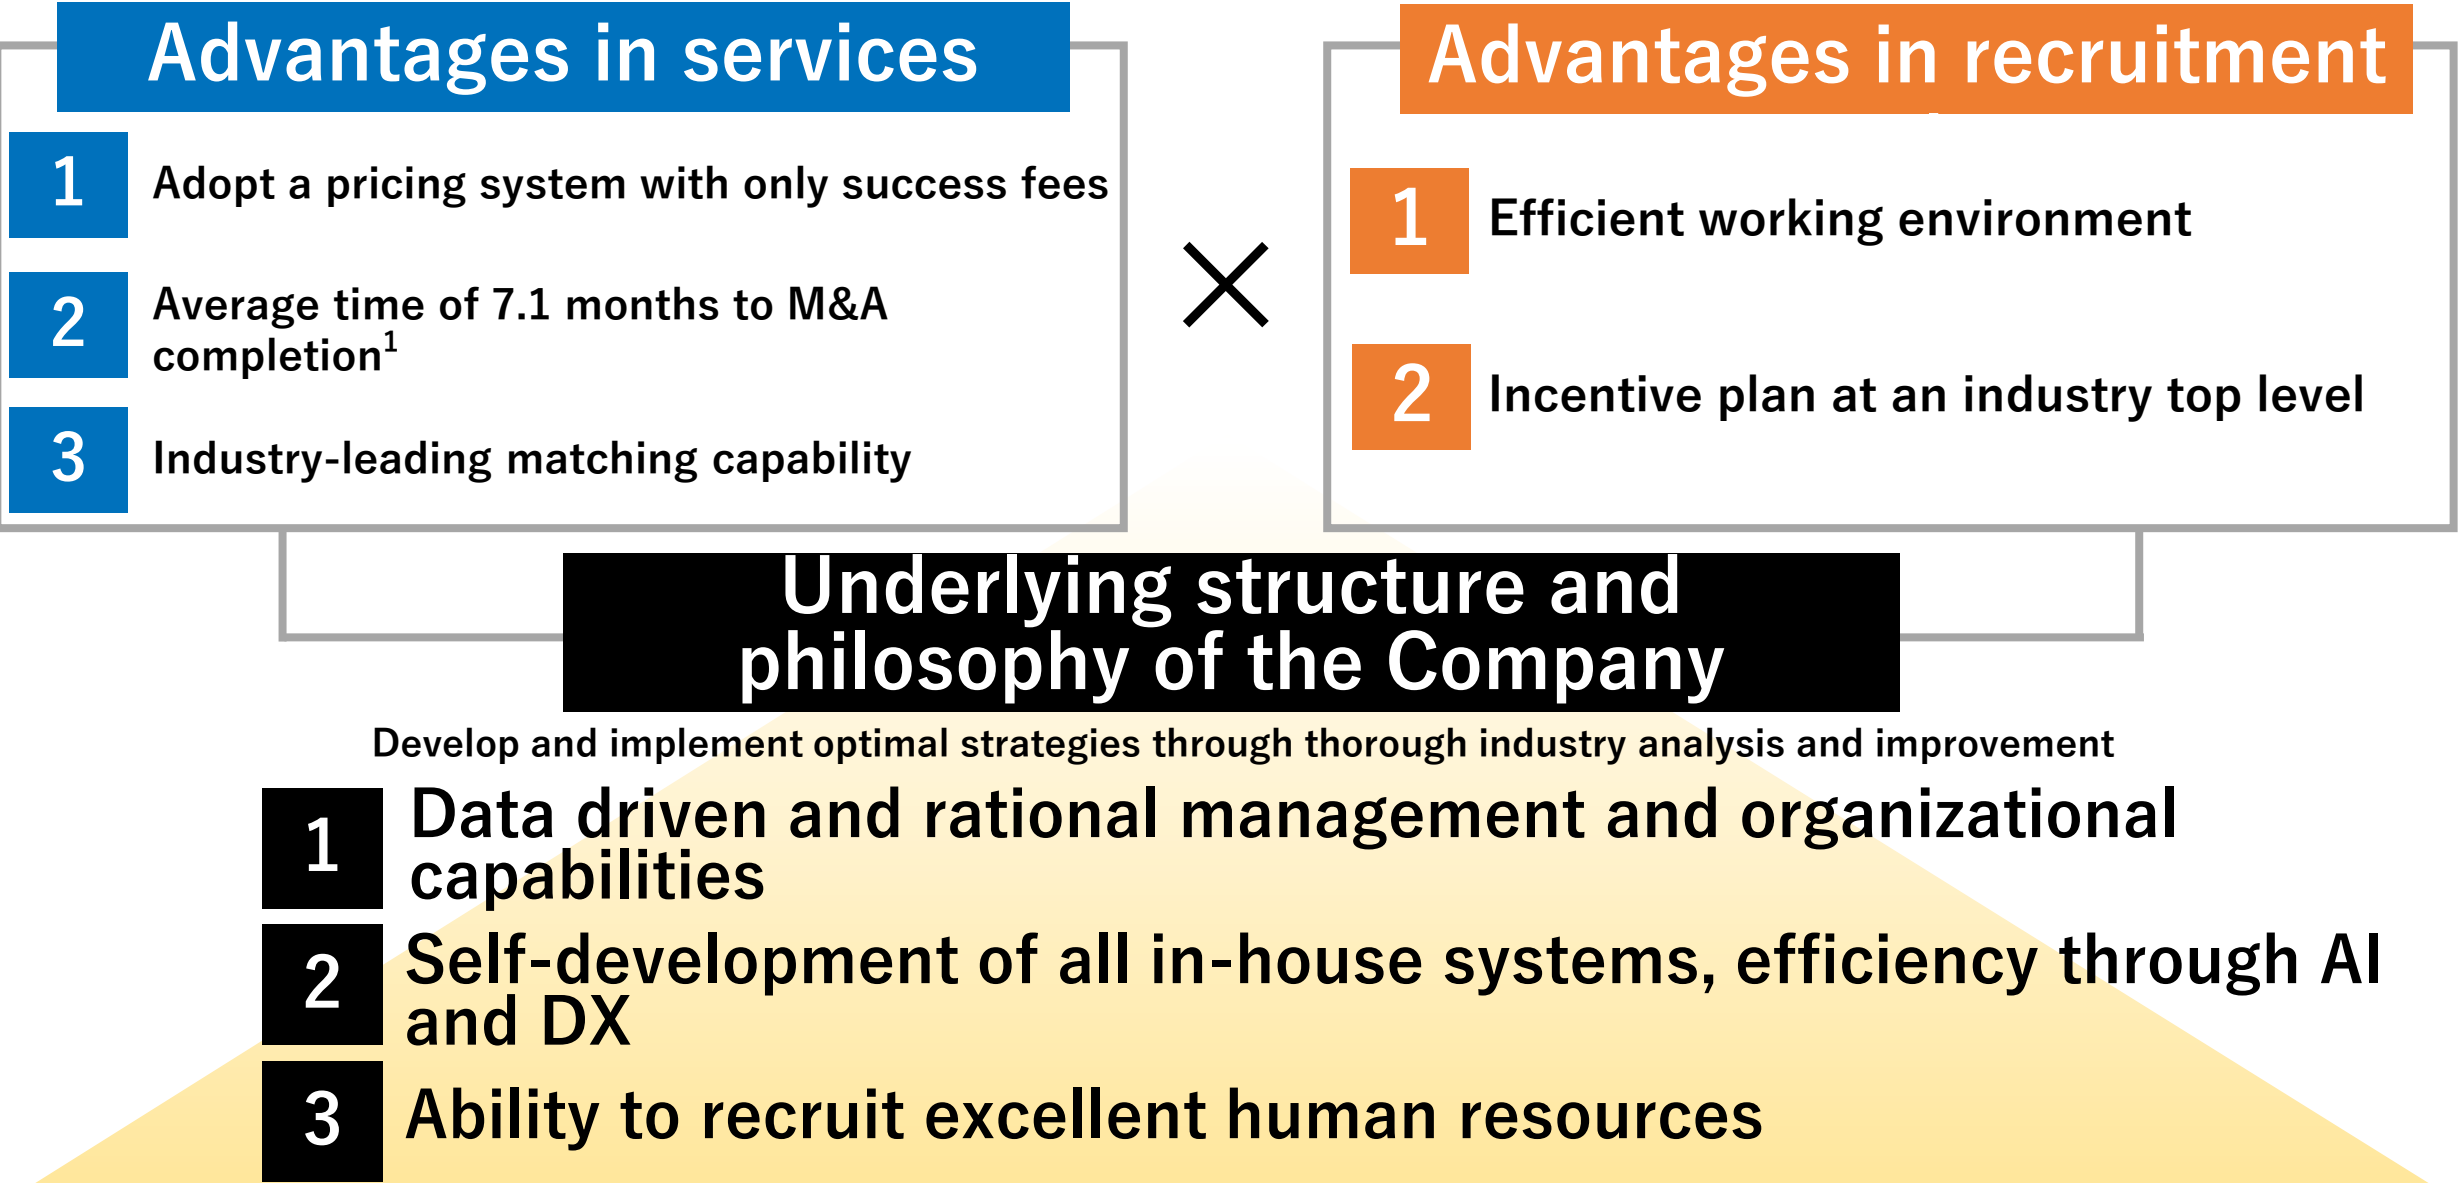 Advantages in services
1
Adopt a pricing system with only success fees
2
Average time of 7.1 months to M&A
completion¹
3
Industry-leading matching capability
Advantages in recruitment
1
Efficient working environment
2
Incentive plan at an industry top level
Underlying structure and
philosophy of the Company
Develop and implement optimal strategies through thorough industry analysis and improvement
1
Data driven and rational management and organizational
capabilities
2
Self-development of all in-house systems, efficiency through AI
and DX
3
Ability to recruit excellent human resources